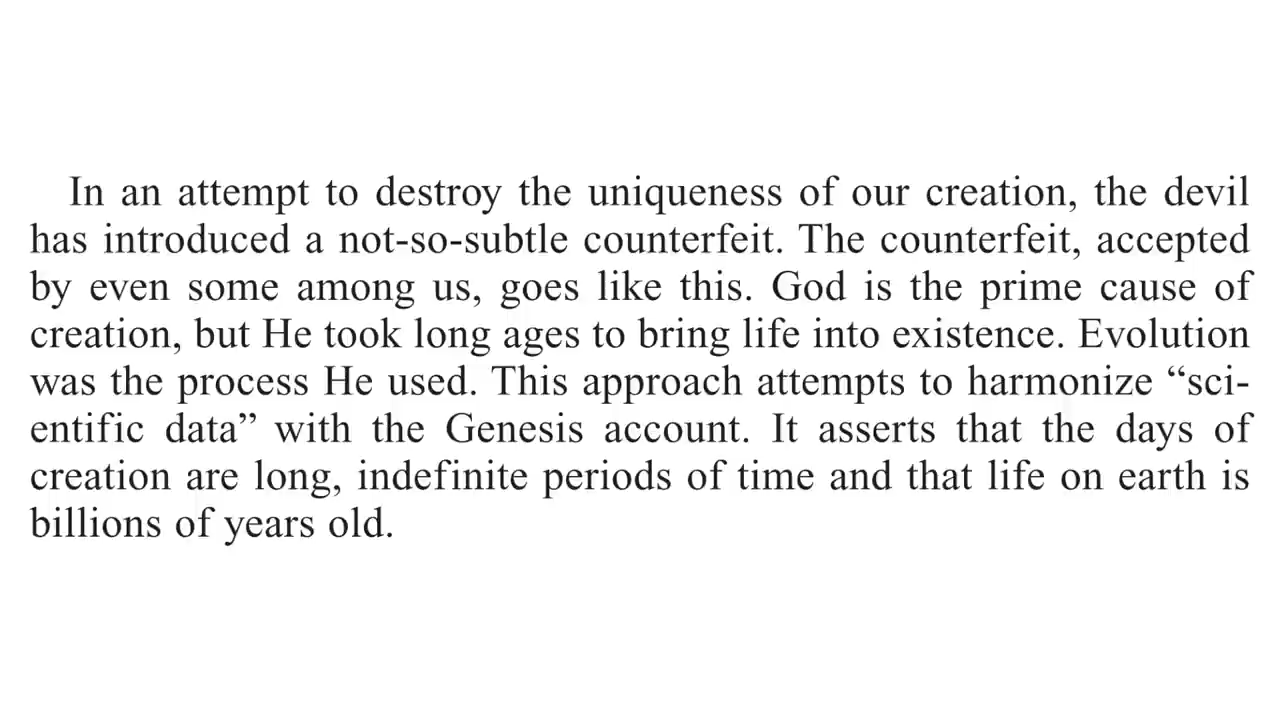 In an attempt to destroy the uniqueness of our creation, the devil
has introduced a not-so-subtle counterfeit. The counterfeit, accepted
by even some among us, goes like this. God is the prime cause of
creation, but He took long ages to bring life into existence. Evolution
was the process He used. This approach attempts to harmonize “sci-
entific data” with the Genesis account. It asserts that the days of
creation are long, indefinite periods of time and that life on earth is
billions of years old.